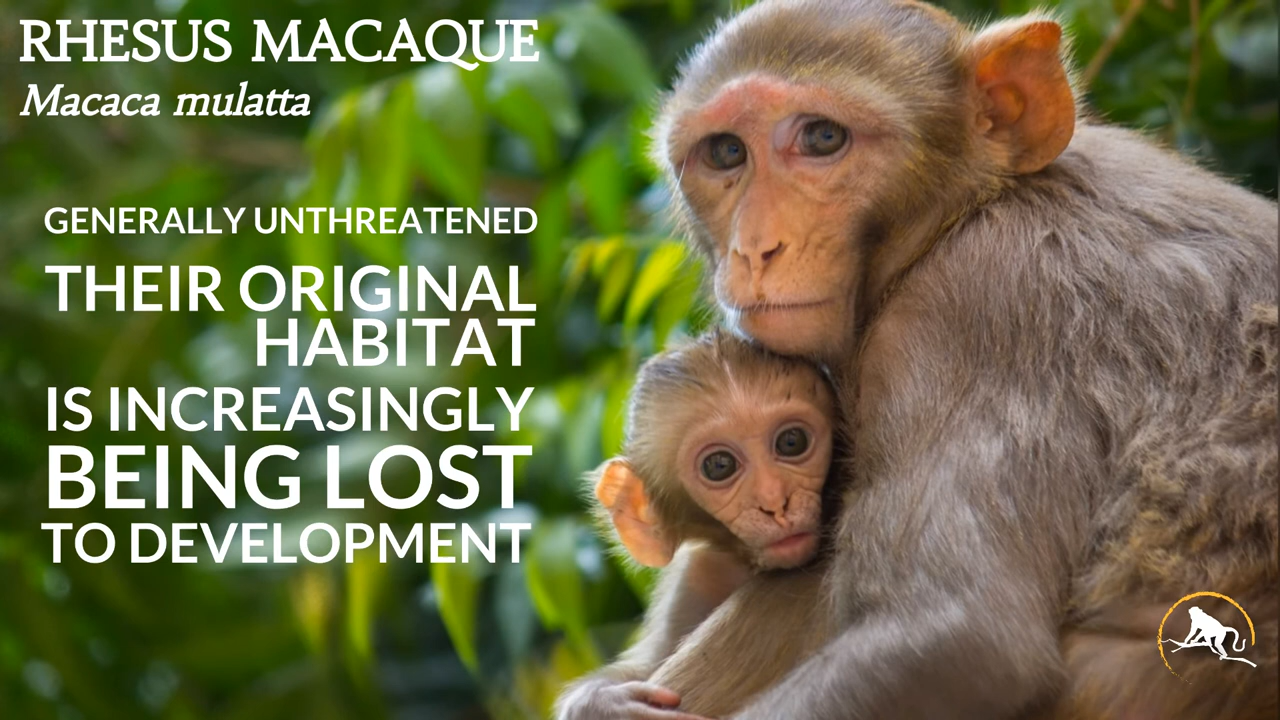 RHESUS MACAQUE
Macaca mulatta
GENERALLY UNTHREATENED
THEIR ORIGINAL
HABITAT
IS INCREASINGLY
BEING LOST
TO DEVELOPMENT